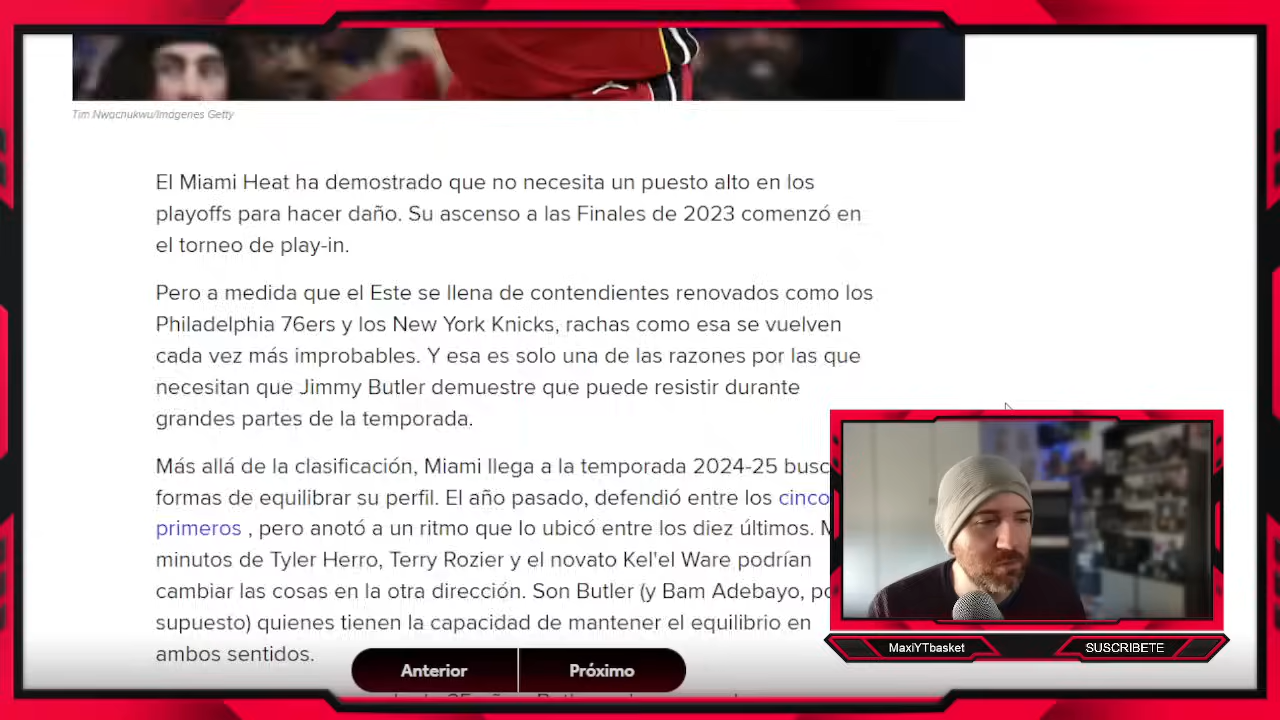 Tim Nwachukwu/Imágenes Getty
El Miami Heat ha demostrado que no necesita un puesto alto en los
playoffs para hacer daño. Su ascenso a las Finales de 2023 comenzó en
el torneo de play-in.
Pero a medida que el Este se llena de contendientes renovados como los
Philadelphia 76ers y los New York Knicks, rachas como esa se vuelven
cada vez más improbables. Y esa es solo una de las razones por las que
necesitan que Jimmy Butler demuestre que puede resistir durante
grandes partes de la temporada.
Más allá de la clasificación, Miami llega a la temporada 2024-25
formas de equilibrar su perfil. El año pasado, defendió entre los cinco
primeros , pero anotó a un ritmo que lo ubicó entre los diez últimos.
minutos de Tyler Herro, Terry Rozier y el novato Kel'el Ware podrían
cambiar las cosas en la otra dirección. Son Butler (y Bam Adebayo,
supuesto) quienes tienen la capacidad de mantener el equilibrio en
ambos sentidos.
Anterior
Próximo
MaxiYTbasket
SUSCRIBETE